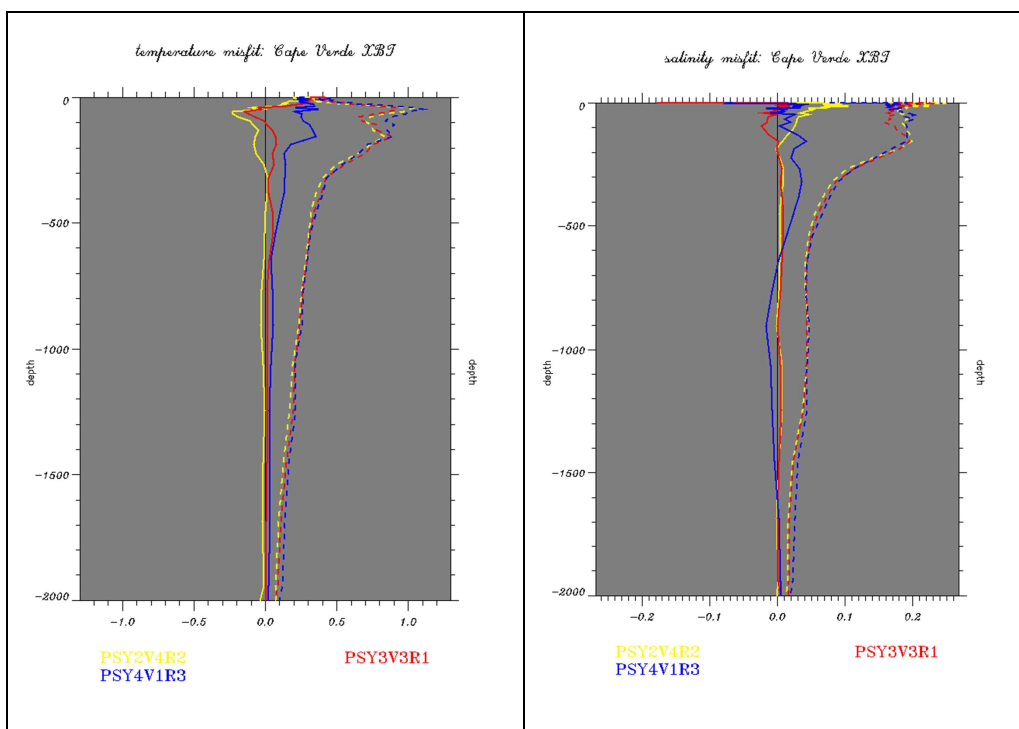 temperature misfit: Cape Verde XBT
0
-500
-1000
-1500
-2000
depth
depth
-1.0 -0.5 0.0 0.5 1.0
PSY2V4R2 PSY3V3R1
PSY4V1R3
salinity misfit: Cape Verde XBT
0
-500
-1000
-1500
-2000
depth
depth
-0.2 -0.1 0.0 0.1 0.2
PSY2V4R2 PSY3V3R1
PSY4V1R3